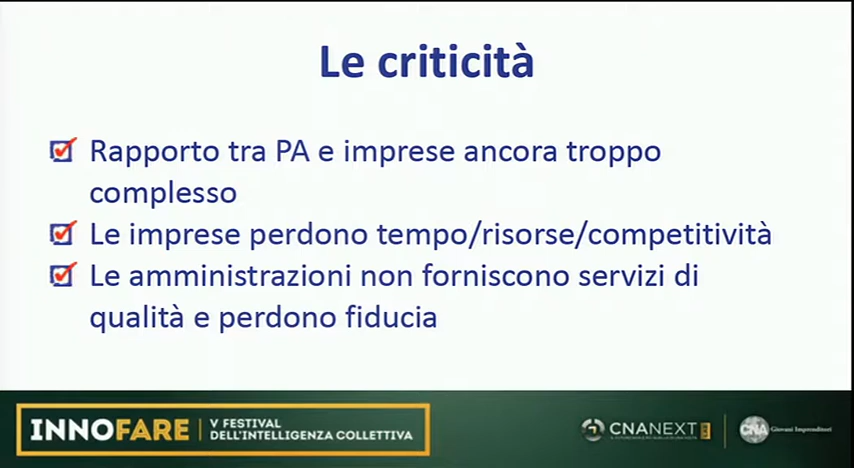 Le criticità
Rapporto tra PA e imprese ancora troppo
complesso
Le imprese perdono tempo/risorse/competitività
Le amministrazioni non forniscono servizi di
qualità e perdono fiducia
INNOFARE
V FESTIVAL
DELL'INTELLIGENZA COLLETTIVA
CNANEXT
CNA Giovani Imprenditori